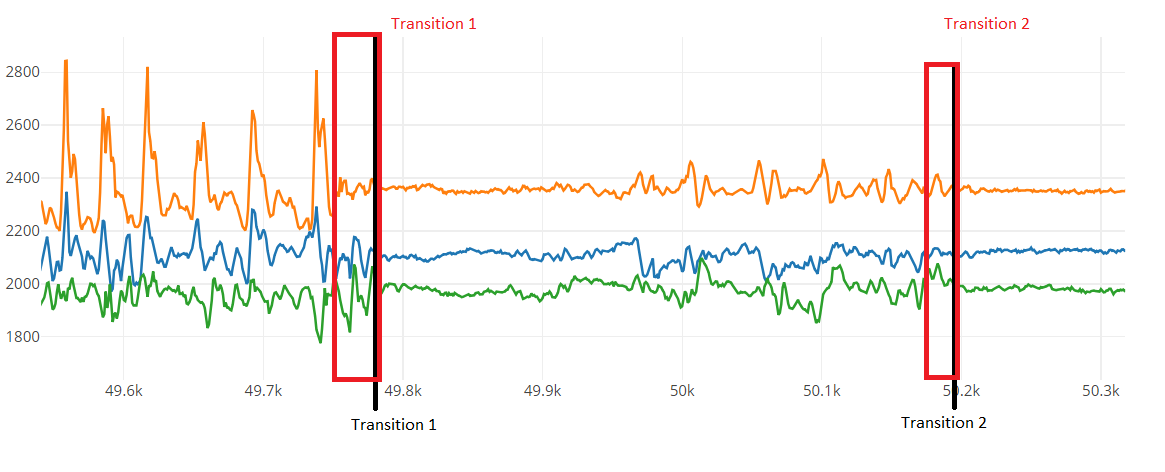 Transition 1
Transition 2
2800
2600
2400
2200
2000
1800
49.6k
49.7k
49.8k
49.9k
50k
50.1k
50.2k
50.3k
Transition 1
Transition 2